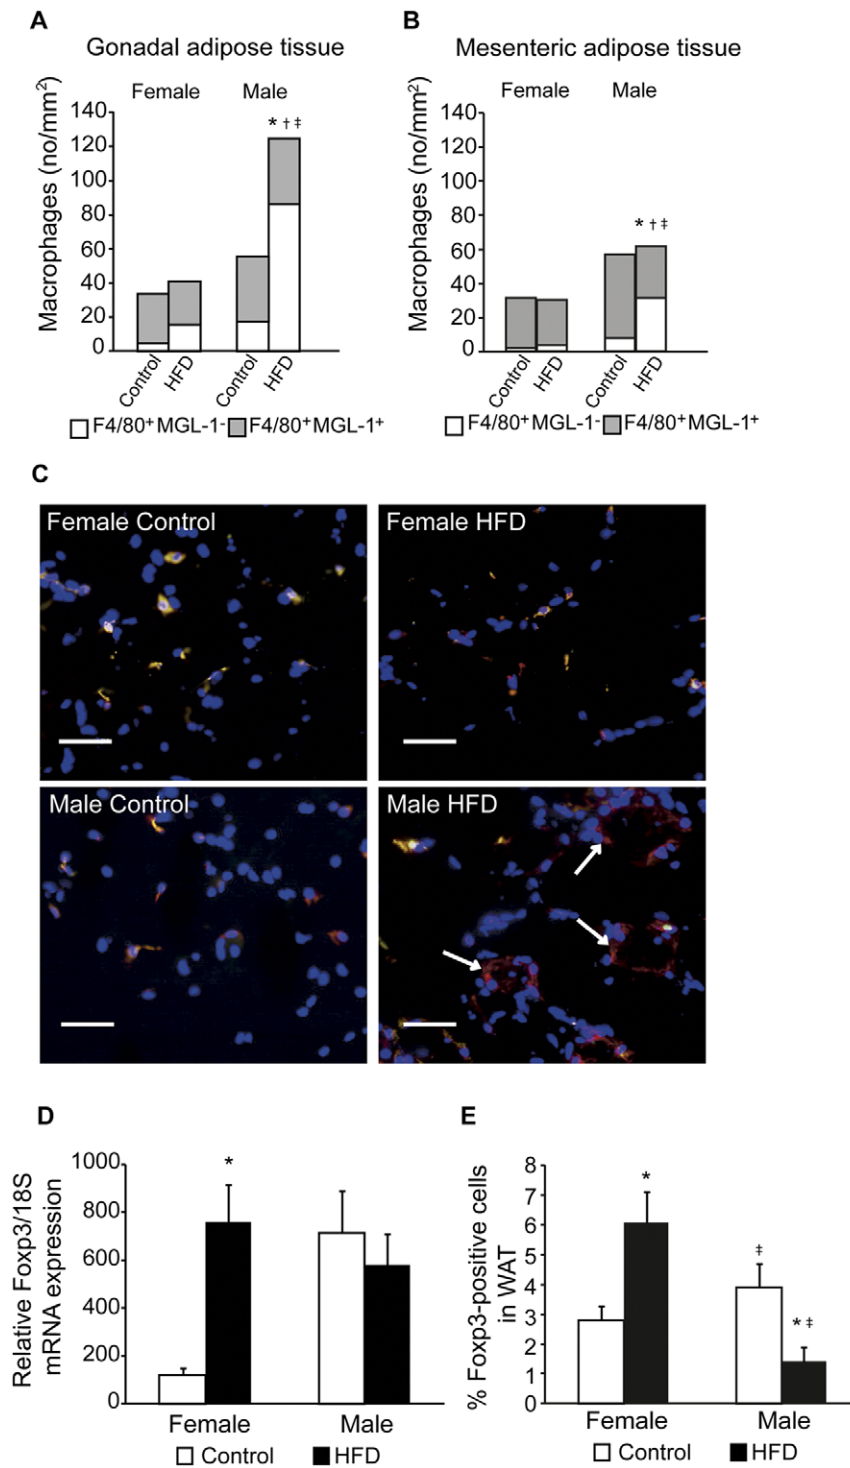 A
Gonadal adipose tissue
Female Male
Macrophages (no/mm²)
140
120
100
80
60
40
20
0
* † ‡
Control
HFD
Control
HFD
F4/80⁺MGL-1⁻ F4/80⁺MGL-1⁺
B
Mesenteric adipose tissue
Female Male
Macrophages (no/mm²)
140
120
100
80
60
40
20
0
* † ‡
Control
HFD
Control
HFD
F4/80⁺MGL-1⁻ F4/80⁺MGL-1⁺
C
Female Control
Female HFD
Male Control
Male HFD
D
Relative Foxp3/18S
mRNA expression
1000
800
600
400
200
0
*
Female Male
Control HFD
E
% Foxp3-positive cells
in WAT
8
7
6
5
4
3
2
1
0
*
‡
* ‡
Female Male
Control HFD